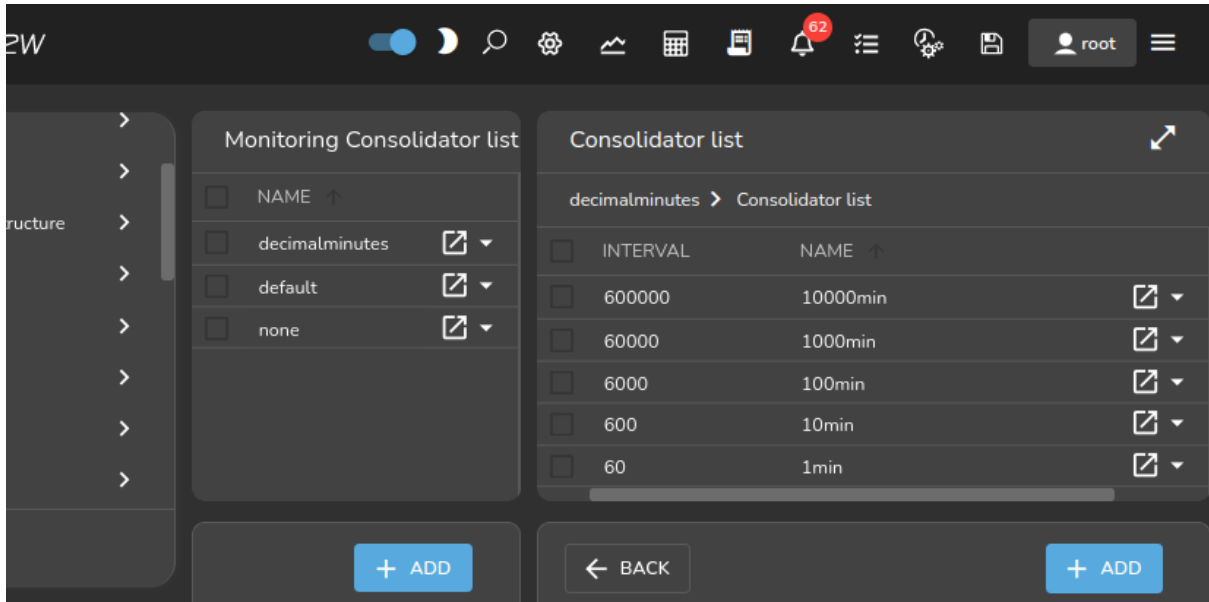 62
root
ructure
Monitoring Consolidator list
NAME
decimalminutes
default
none
ADD
Consolidator list
decimalminutes > Consolidator list
INTERVAL NAME
600000 10000min
60000 1000min
6000 100min
600 10min
60 1min
BACK
ADD